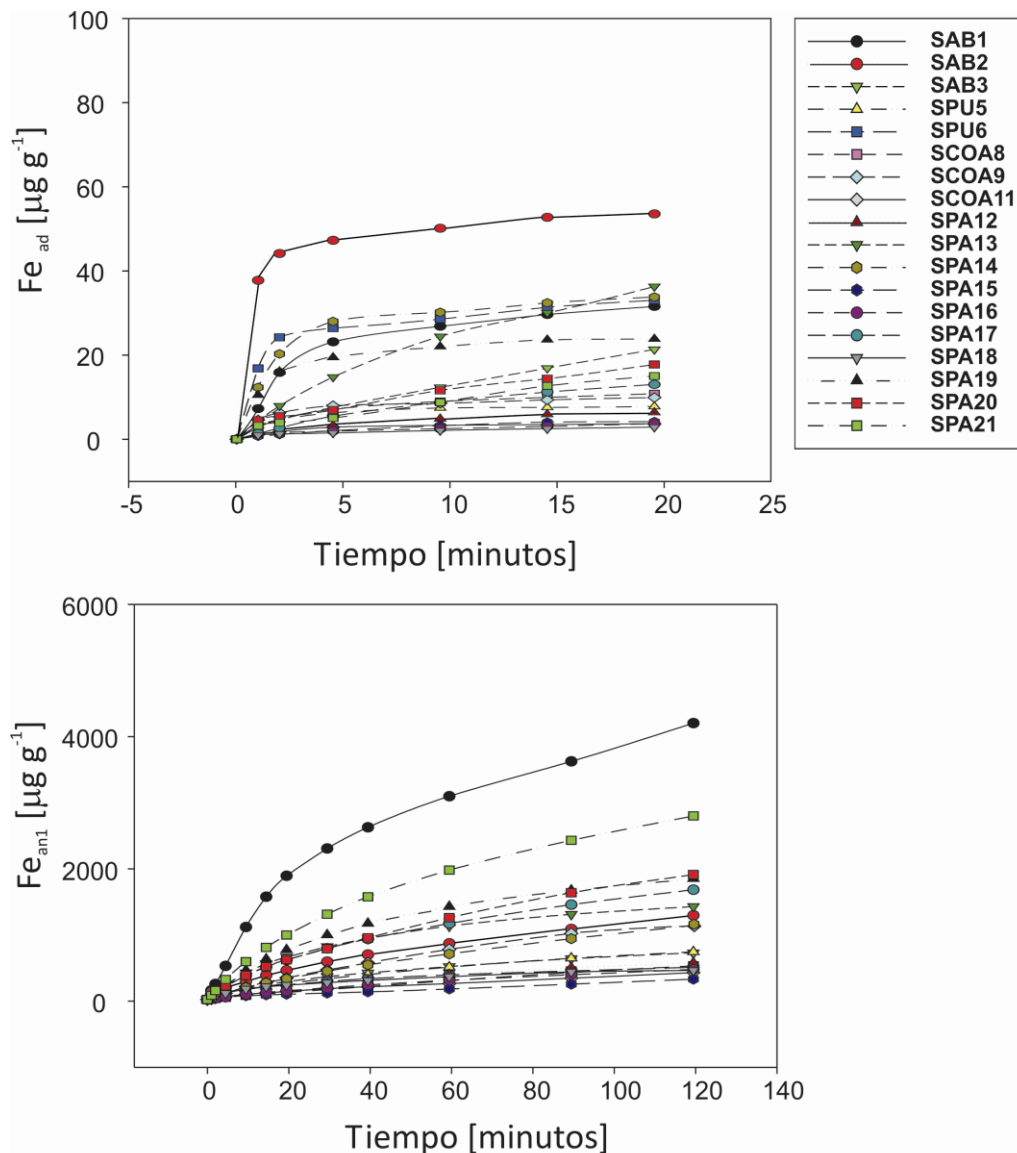 100
80
60
40
20
0
Fe ad [µg g-1]
-5 0 5 10 15 20 25
Tiempo [minutos]
SAB1
SAB2
SAB3
SPU5
SPU6
SCOA8
SCOA9
SCOA11
SPA12
SPA13
SPA14
SPA15
SPA16
SPA17
SPA18
SPA19
SPA20
SPA21
6000
4000
2000
0
Fean1 [µg g-1]
0 20 40 60 80 100 120 140
Tiempo [minutos]